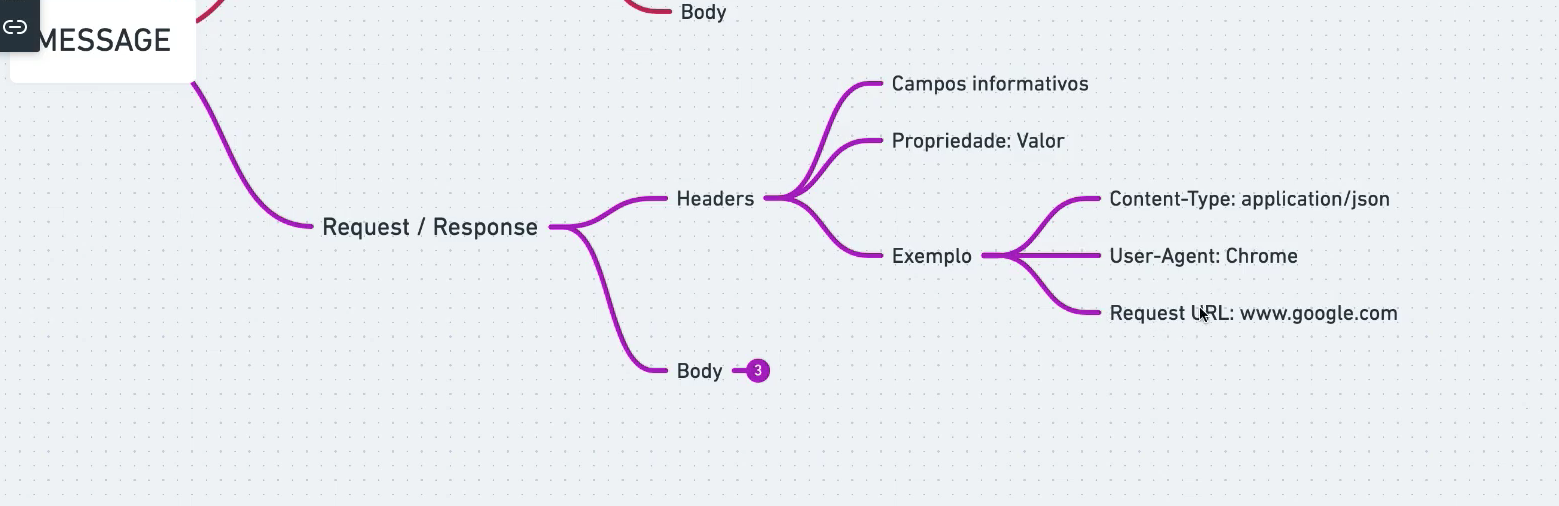 Body
MESSAGE
Campos informativos
Propriedade: Valor
Headers
Content-Type: application/json
Request / Response
Exemplo
User-Agent: Chrome
Request URL: www.google.com
Body
3